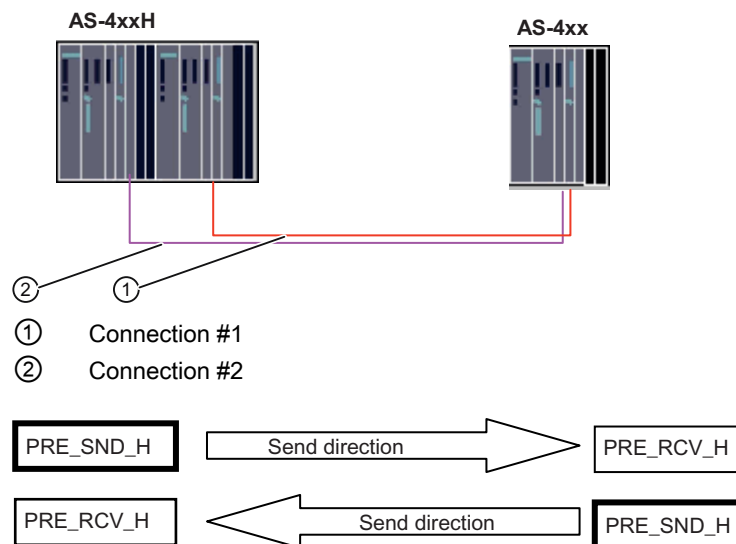 AS-4xxH
AS-4xx
② ①
① Connection #1
② Connection #2
PRE_SND_H Send direction PRE_RCV_H
PRE_RCV_H Send direction PRE_SND_H